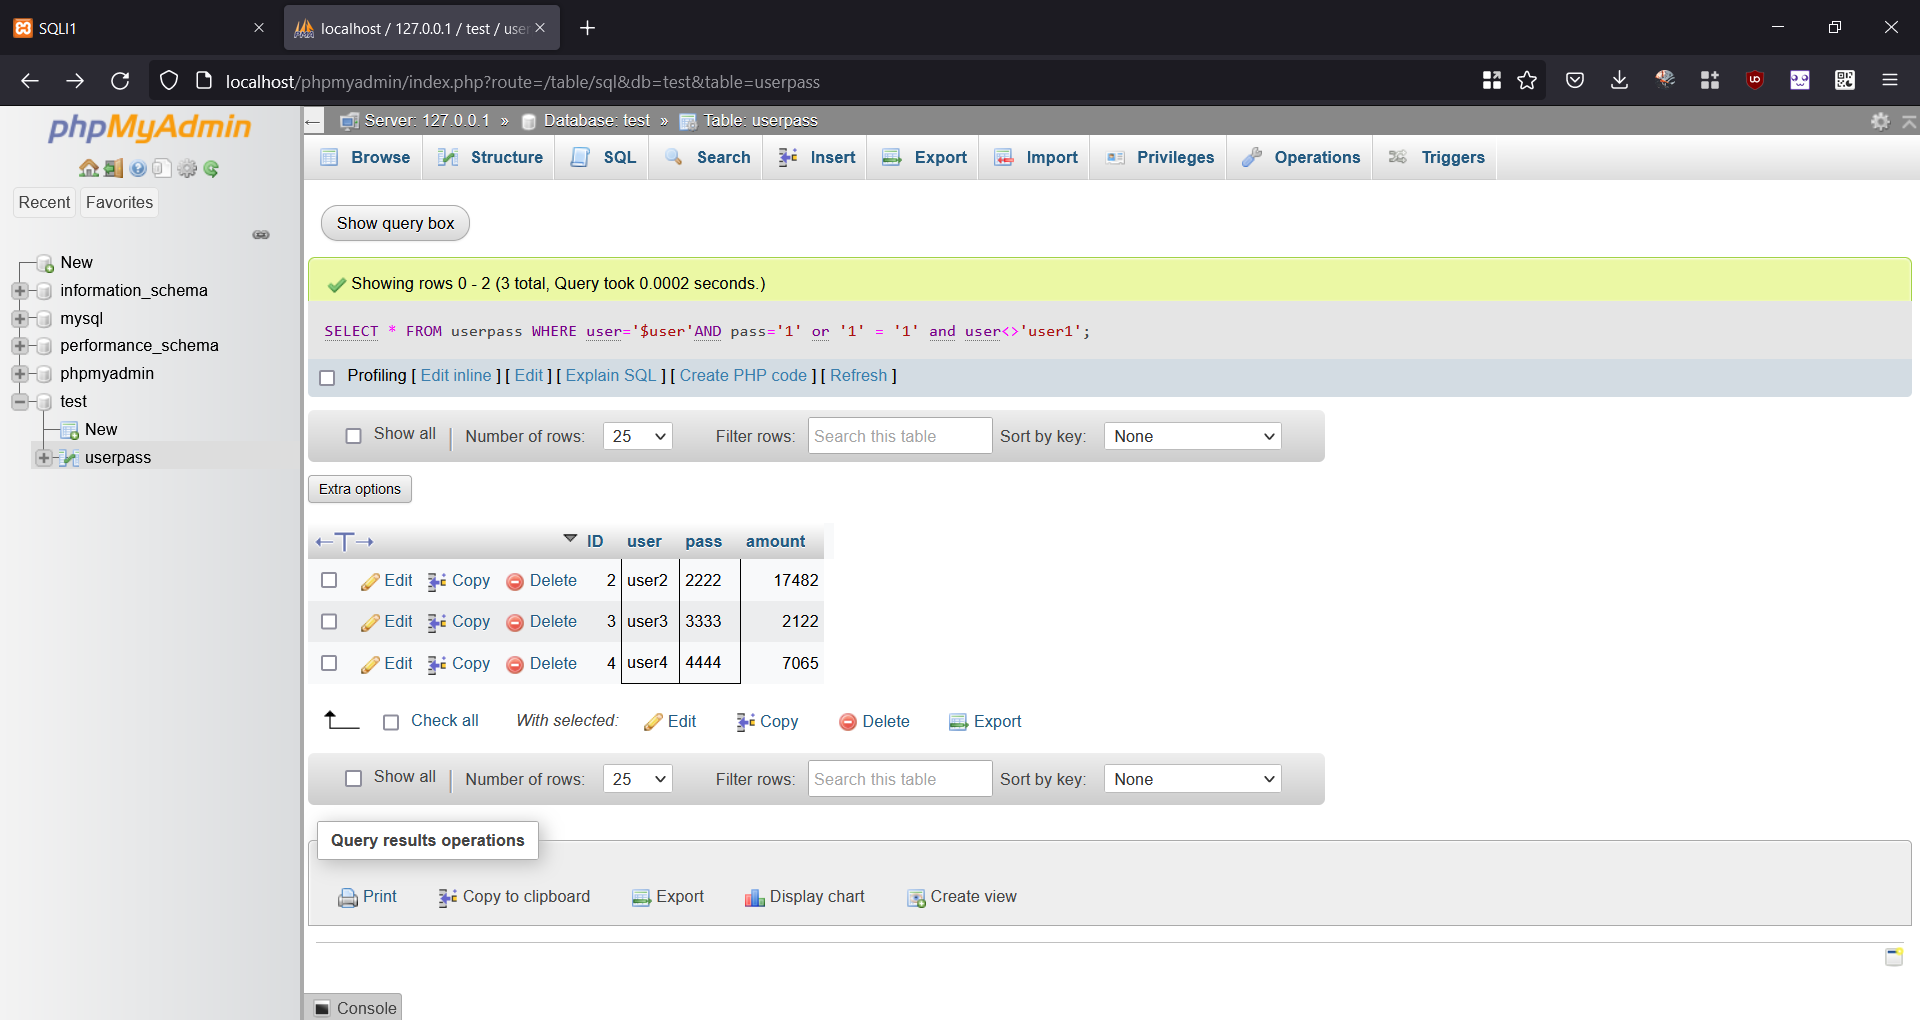 SQLI1
localhost / 127.0.0.1 / test / user
localhost/phpmyadmin/index.php?route=/table/sql&db=test&table=userpass
phpMyAdmin
Recent Favorites
New
information_schema
mysql
performance_schema
phpmyadmin
test
New
userpass
Server: 127.0.0.1 » Database: test » Table: userpass
Browse Structure SQL Search Insert Export Import Privileges Operations Triggers
Show query box
Showing rows 0 - 2 (3 total, Query took 0.0002 seconds.)
SELECT * FROM userpass WHERE user='$user'AND pass='1' or '1' = '1' and user<>'user1';
Profiling [ Edit inline ] [ Edit ] [ Explain SQL ] [ Create PHP code ] [ Refresh ]
Show all | Number of rows: 25 Filter rows: Search this table Sort by key: None
Extra options
ID user pass amount
Edit Copy Delete 2 user2 2222 17482
Edit Copy Delete 3 user3 3333 2122
Edit Copy Delete 4 user4 4444 7065
Check all With selected: Edit Copy Delete Export
Show all | Number of rows: 25 Filter rows: Search this table Sort by key: None
Query results operations
Print Copy to clipboard Export Display chart Create view
Console